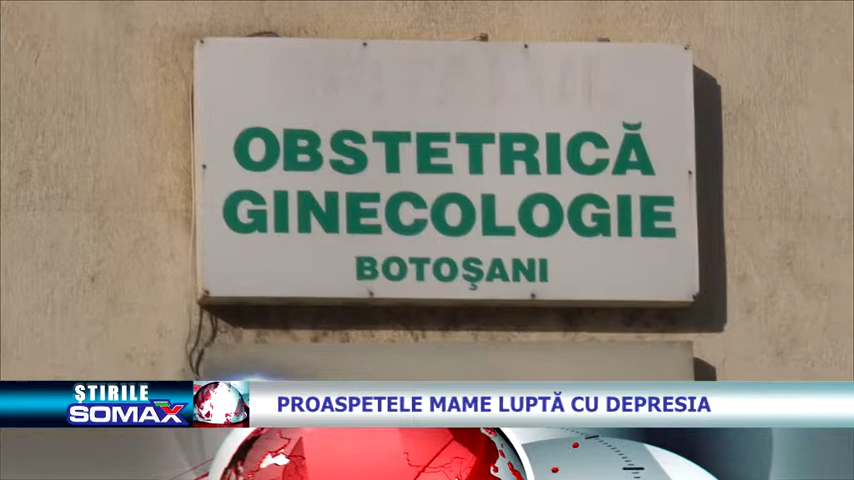 OBSTETRICĂ
GINECOLOGIE
BOTOŞANI
ŞTIRILE
SOMAX
PROASPETELE MAME LUPTĂ CU DEPRESIA